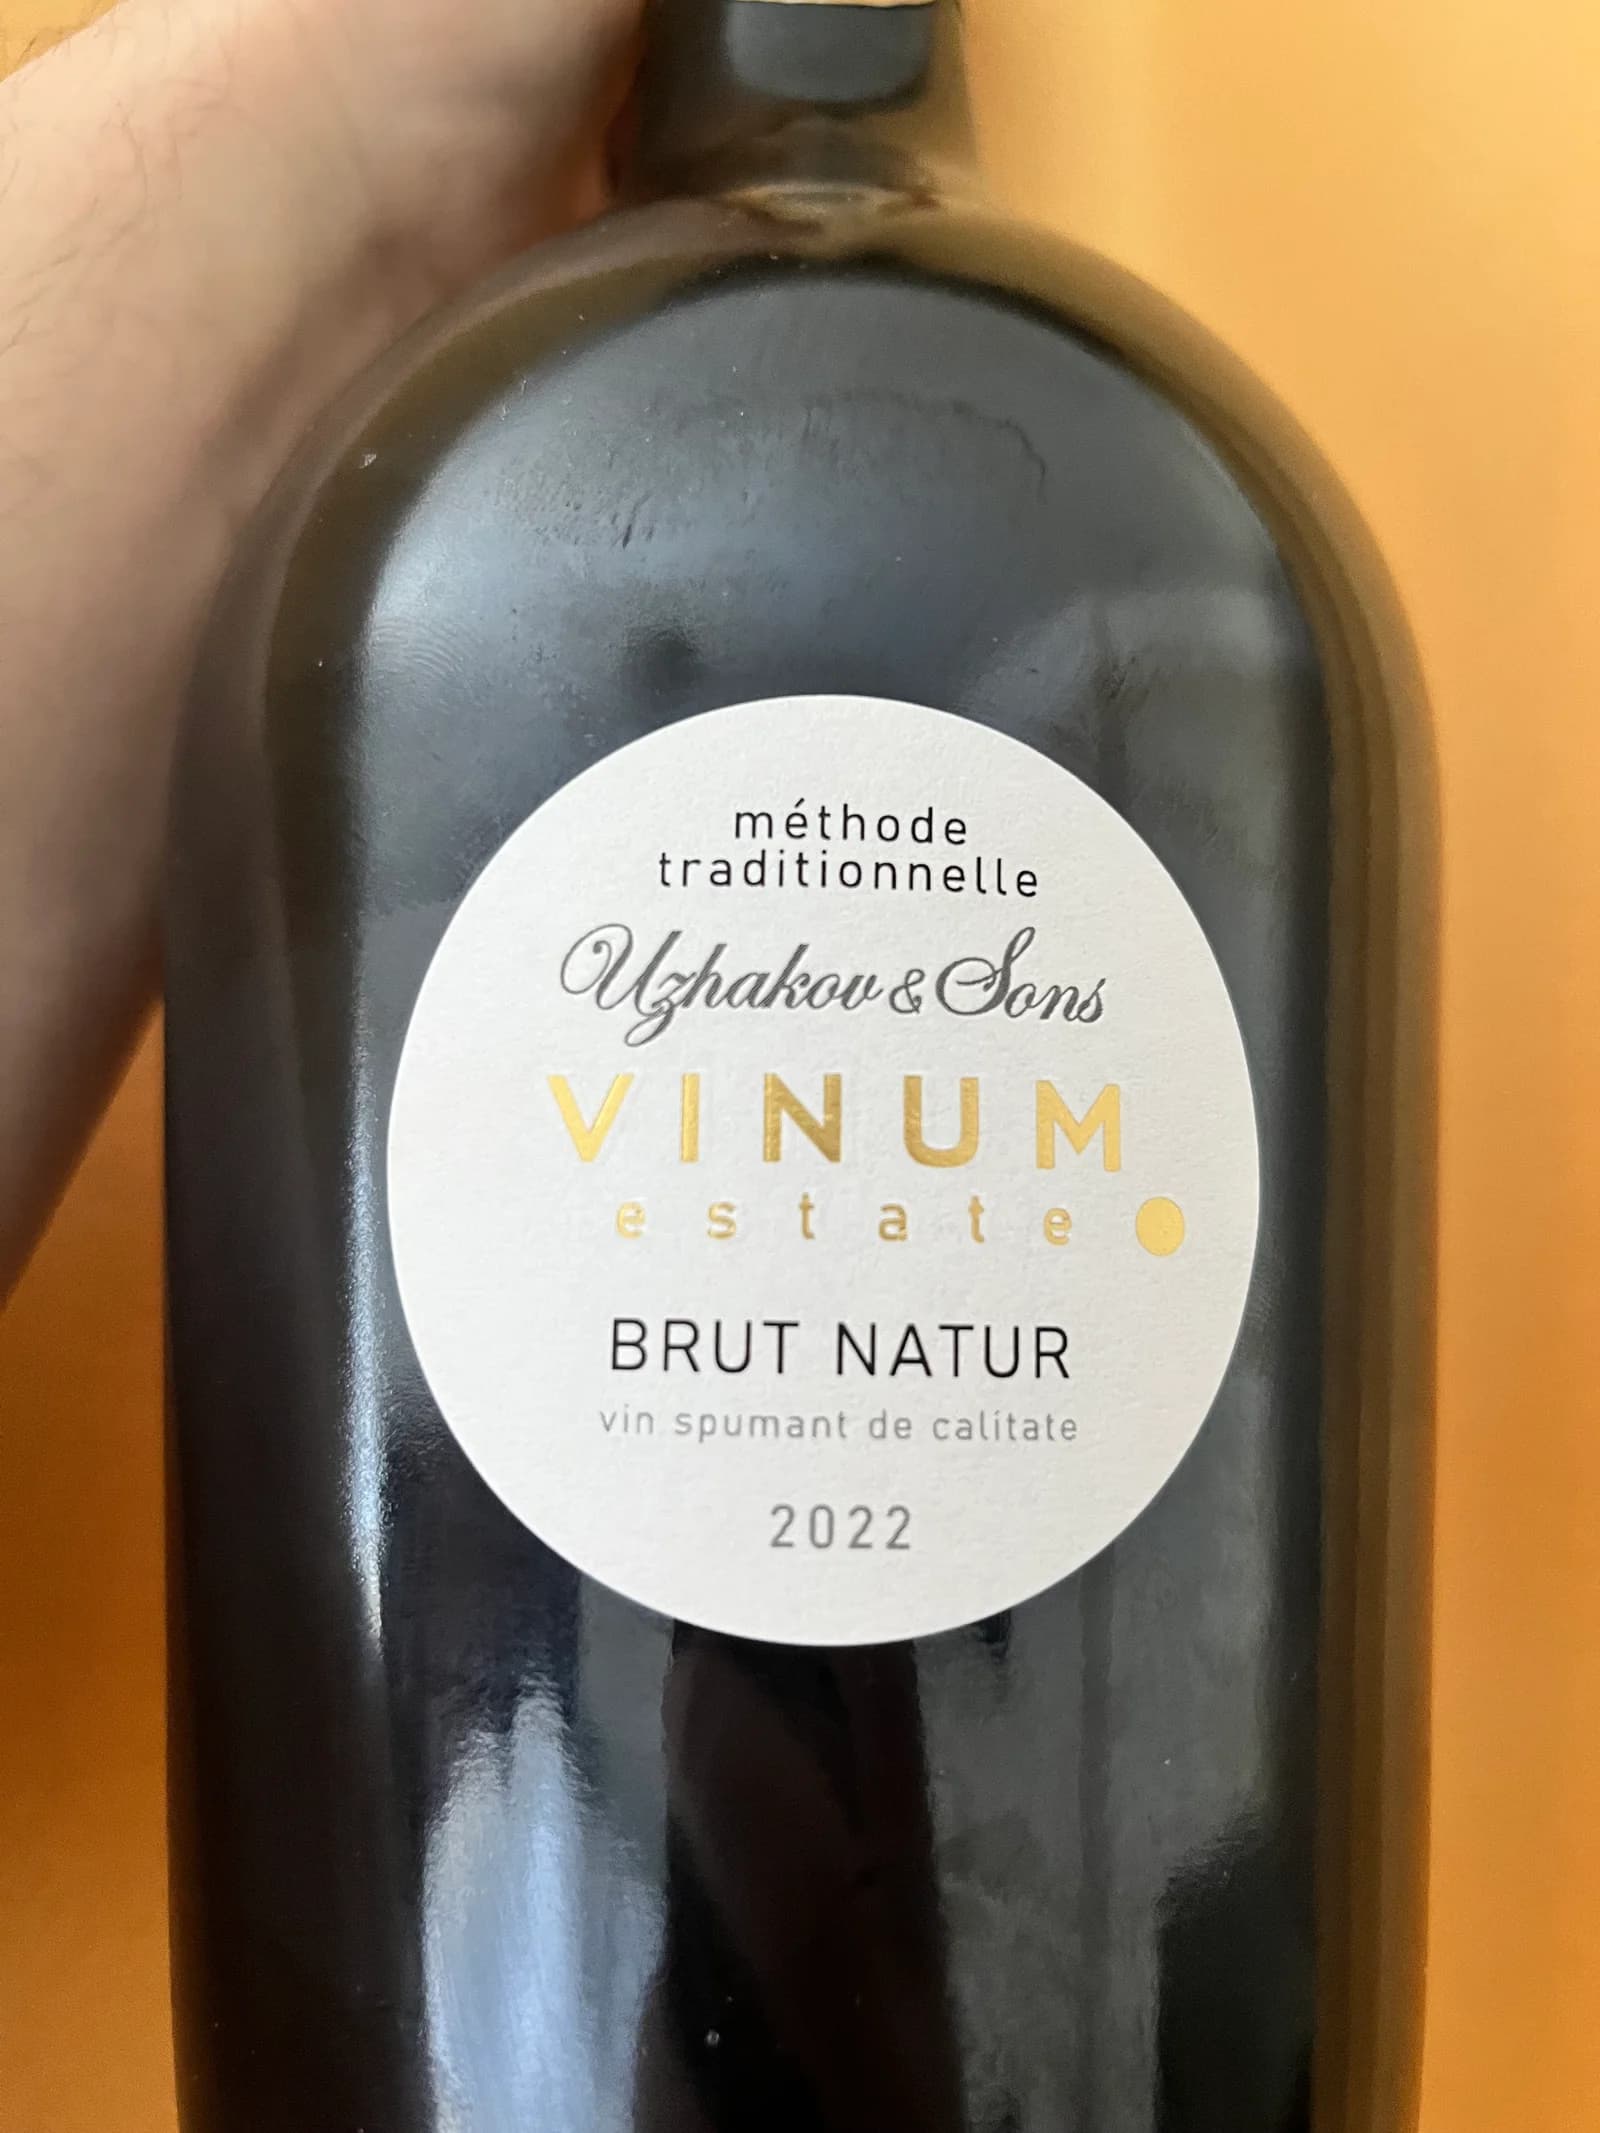 méthode
traditionnelle
Uzhakov & Sons
VINUM
estate
BRUT NATUR
vin spumant de calitate
2022